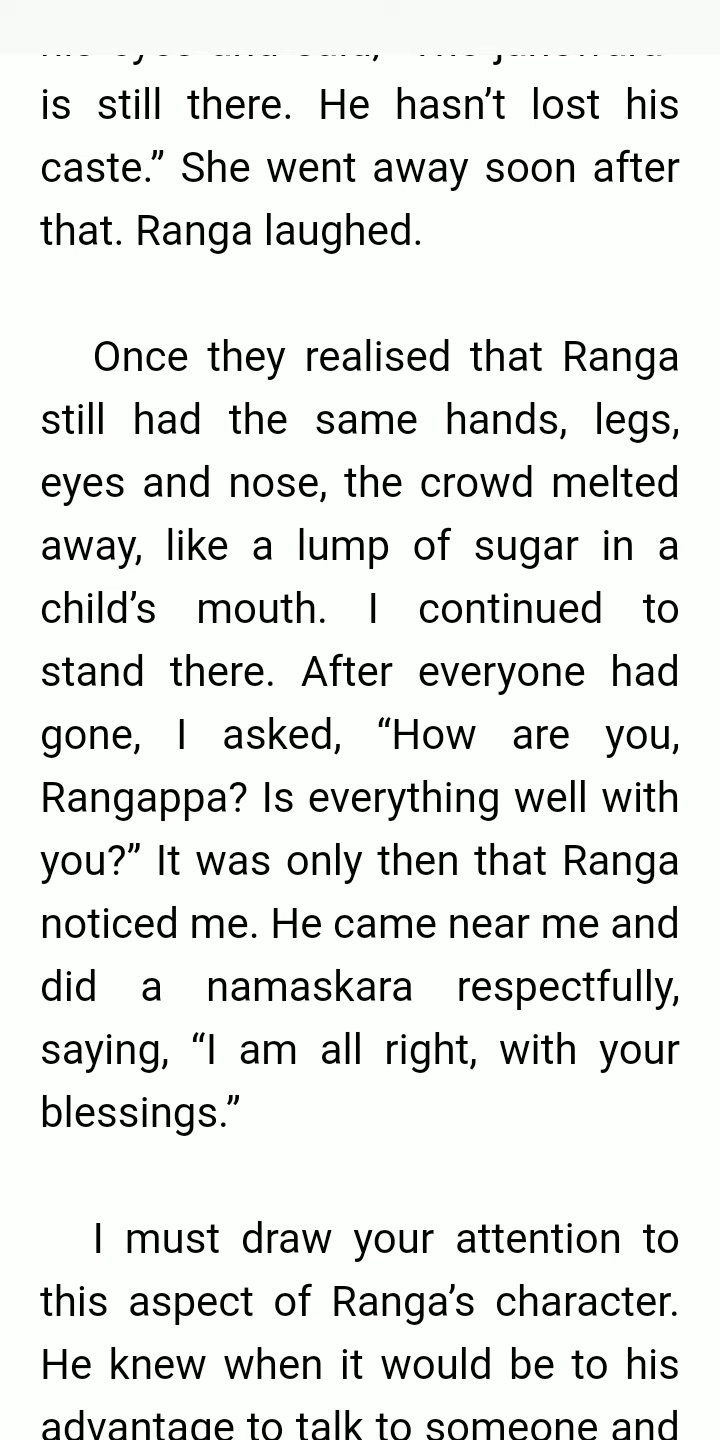 is still there. He hasn’t lost his
caste.” She went away soon after
that. Ranga laughed.
Once they realised that Ranga
still had the same hands, legs,
eyes and nose, the crowd melted
away, like a lump of sugar in a
child’s mouth. I continued to
stand there. After everyone had
gone, I asked, “How are you,
Rangappa? Is everything well with
you?” It was only then that Ranga
noticed me. He came near me and
did a namaskara respectfully,
saying, “I am all right, with your
blessings.”
I must draw your attention to
this aspect of Ranga’s character.
He knew when it would be to his
advantage to talk to someone and